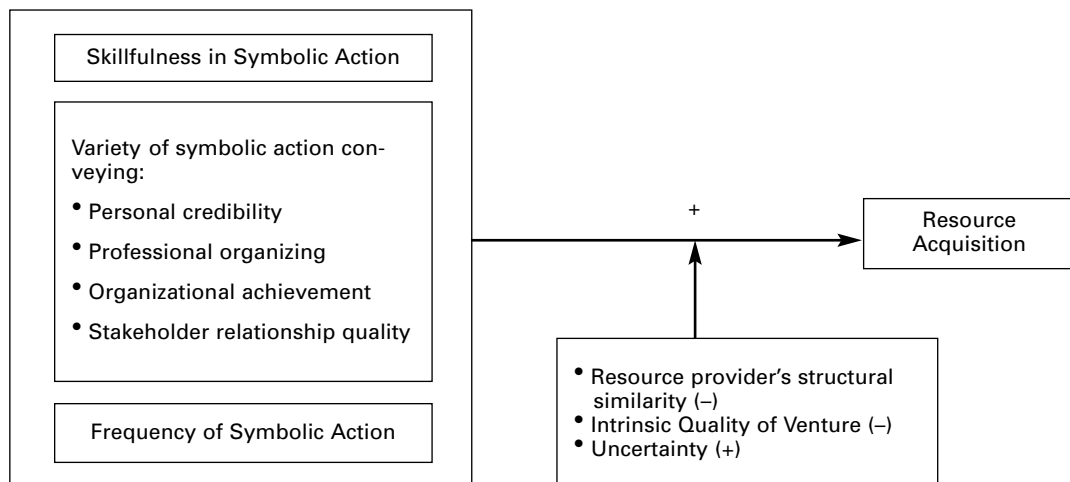 Skillfulness in Symbolic Action
Variety of symbolic action con-
veying:
• Personal credibility
• Professional organizing
• Organizational achievement
• Stakeholder relationship quality
Frequency of Symbolic Action
+
Resource
Acquisition
• Resource provider’s structural
similarity (–)
• Intrinsic Quality of Venture (–)
• Uncertainty (+)